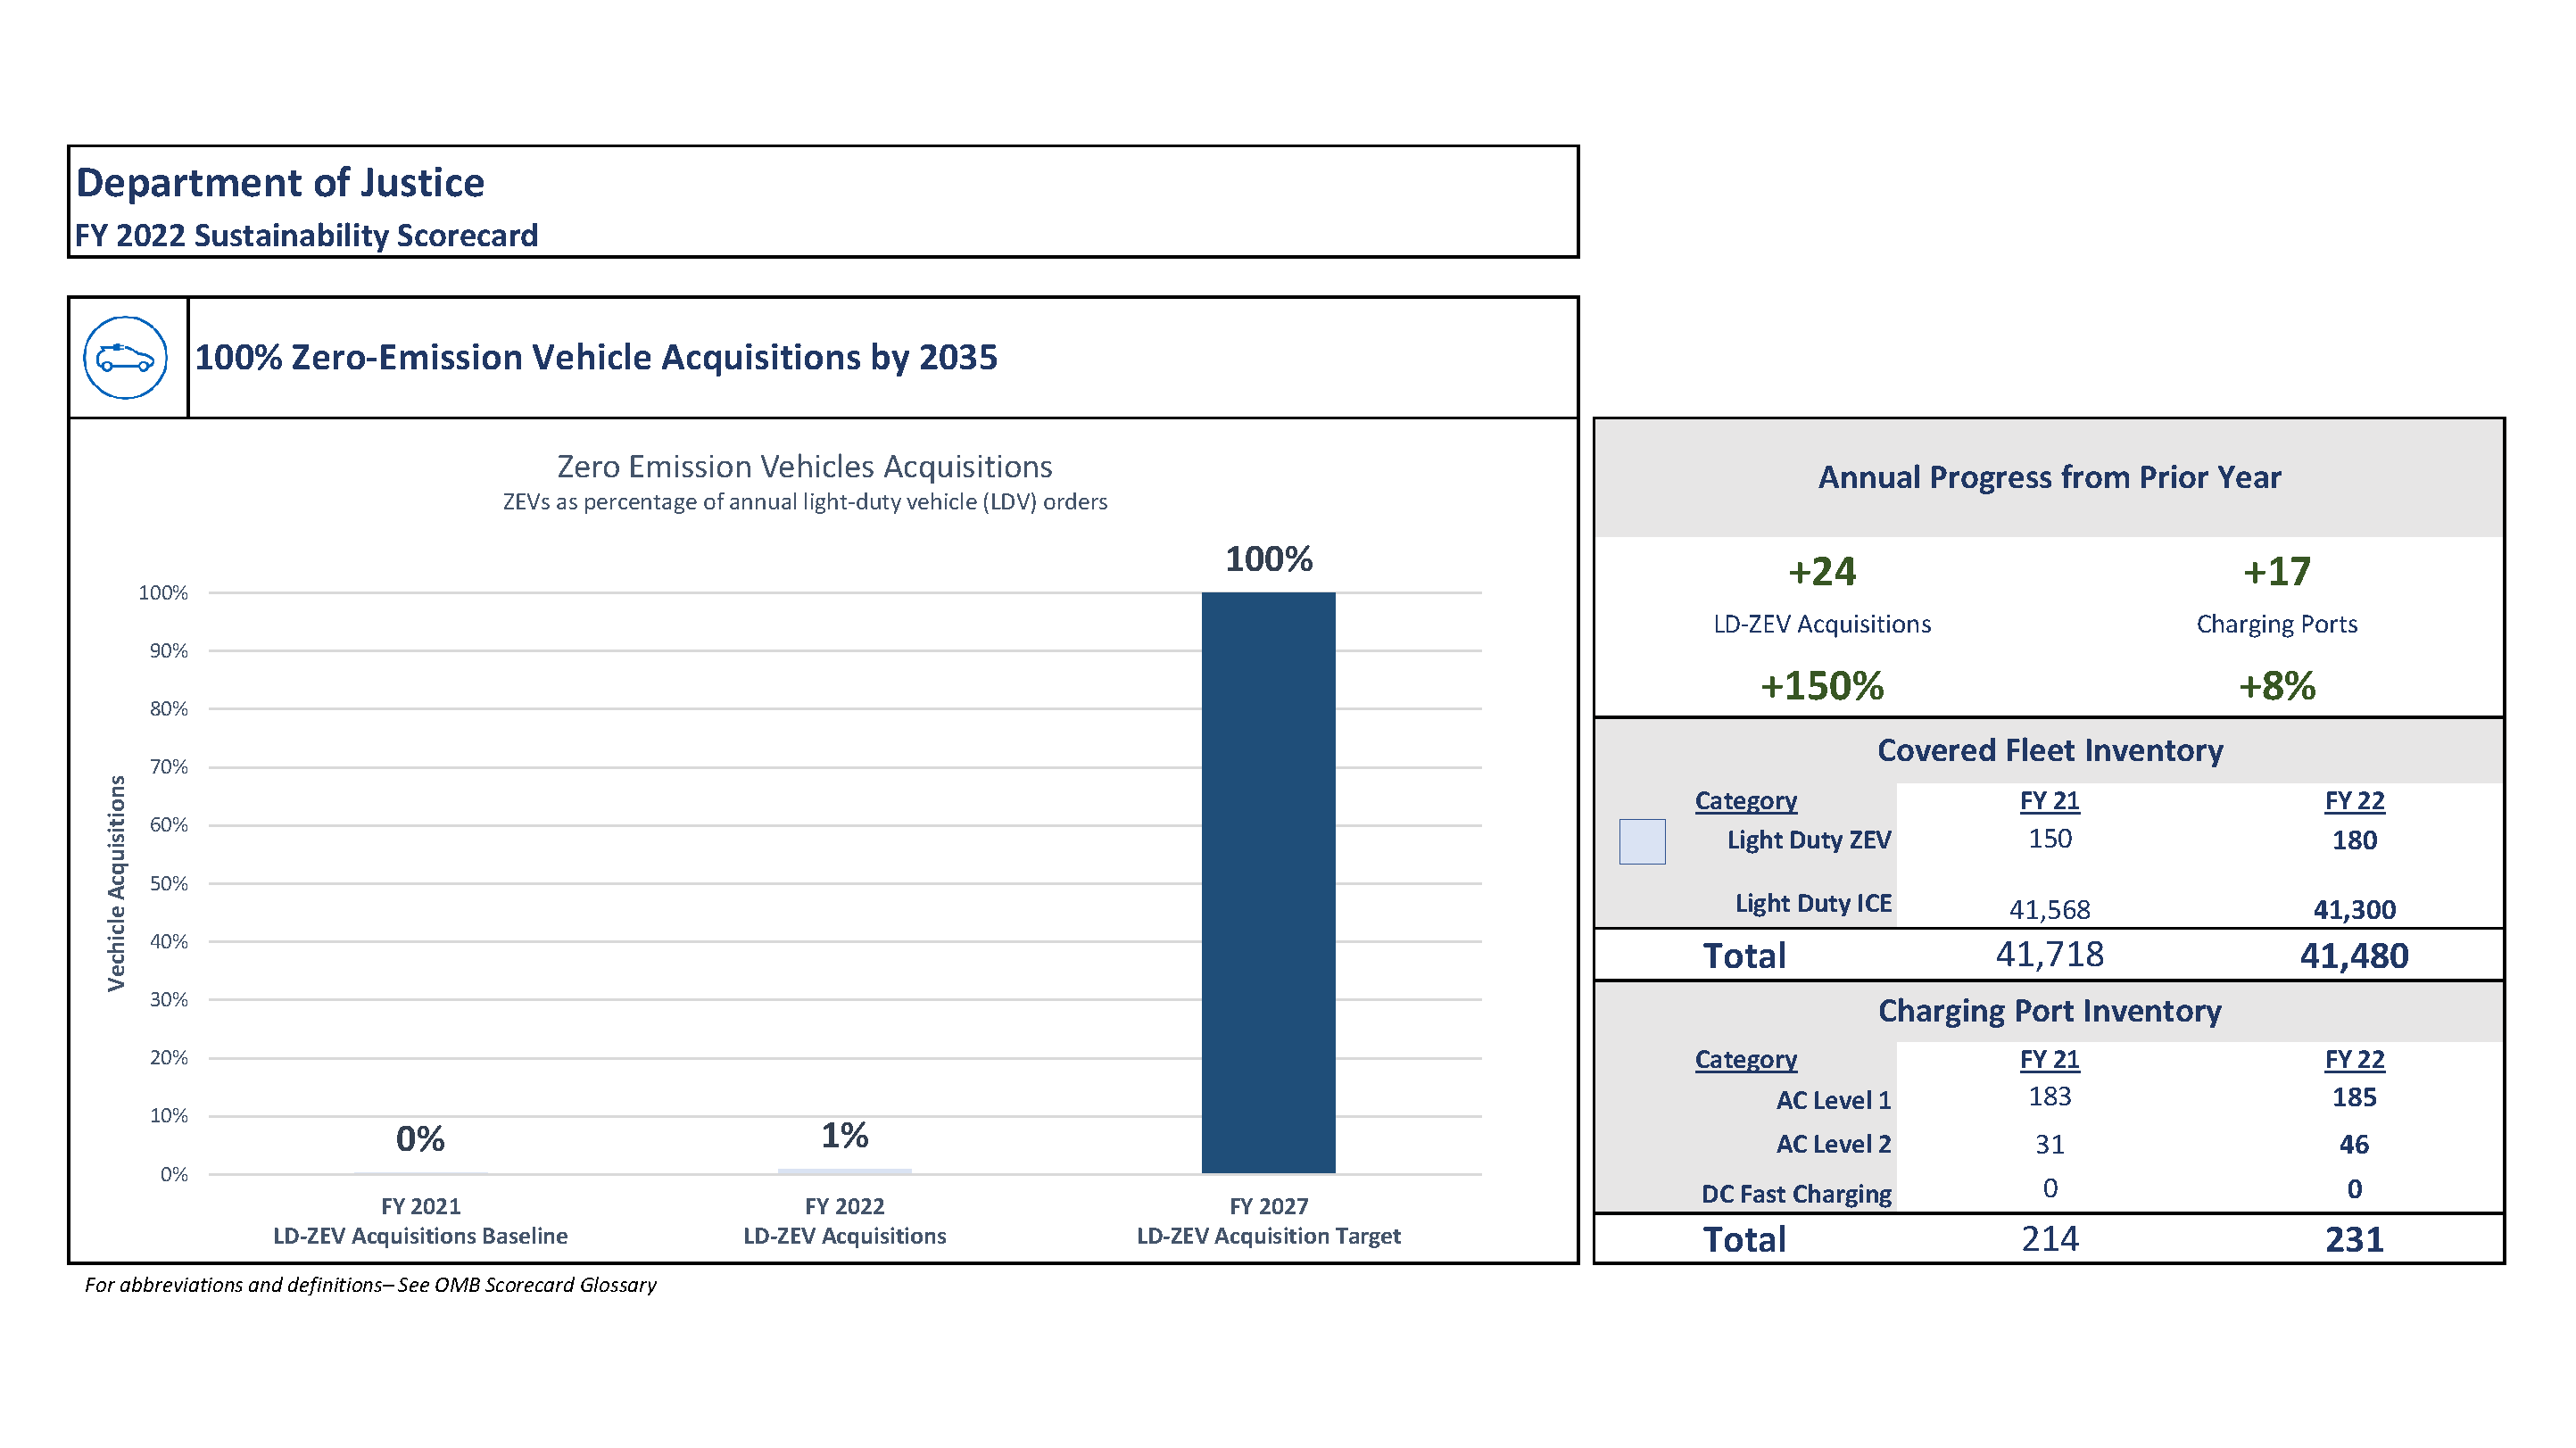 Department of Justice
FY 2022 Sustainability Scorecard
100% Zero-Emission Vehicle Acquisitions by 2035
Zero Emission Vehicles Acquisitions
ZEVs as percentage of annual light-duty vehicle (LDV) orders
Vechicle Acquisitions
100%
90%
80%
70%
60%
50%
40%
30%
20%
10%
0%
0%
1%
100%
FY 2021
LD-ZEV Acquisitions Baseline
FY 2022
LD-ZEV Acquisitions
FY 2027
LD-ZEV Acquisition Target
For abbreviations and definitions– See OMB Scorecard Glossary
Annual Progress from Prior Year
+24 +17
LD-ZEV Acquisitions Charging Ports
+150% +8%
Covered Fleet Inventory
Category FY 21 FY 22
Light Duty ZEV 150 180
Light Duty ICE 41,568 41,300
Total 41,718 41,480
Charging Port Inventory
Category FY 21 FY 22
AC Level 1 183 185
AC Level 2 31 46
DC Fast Charging 0 0
Total 214 231